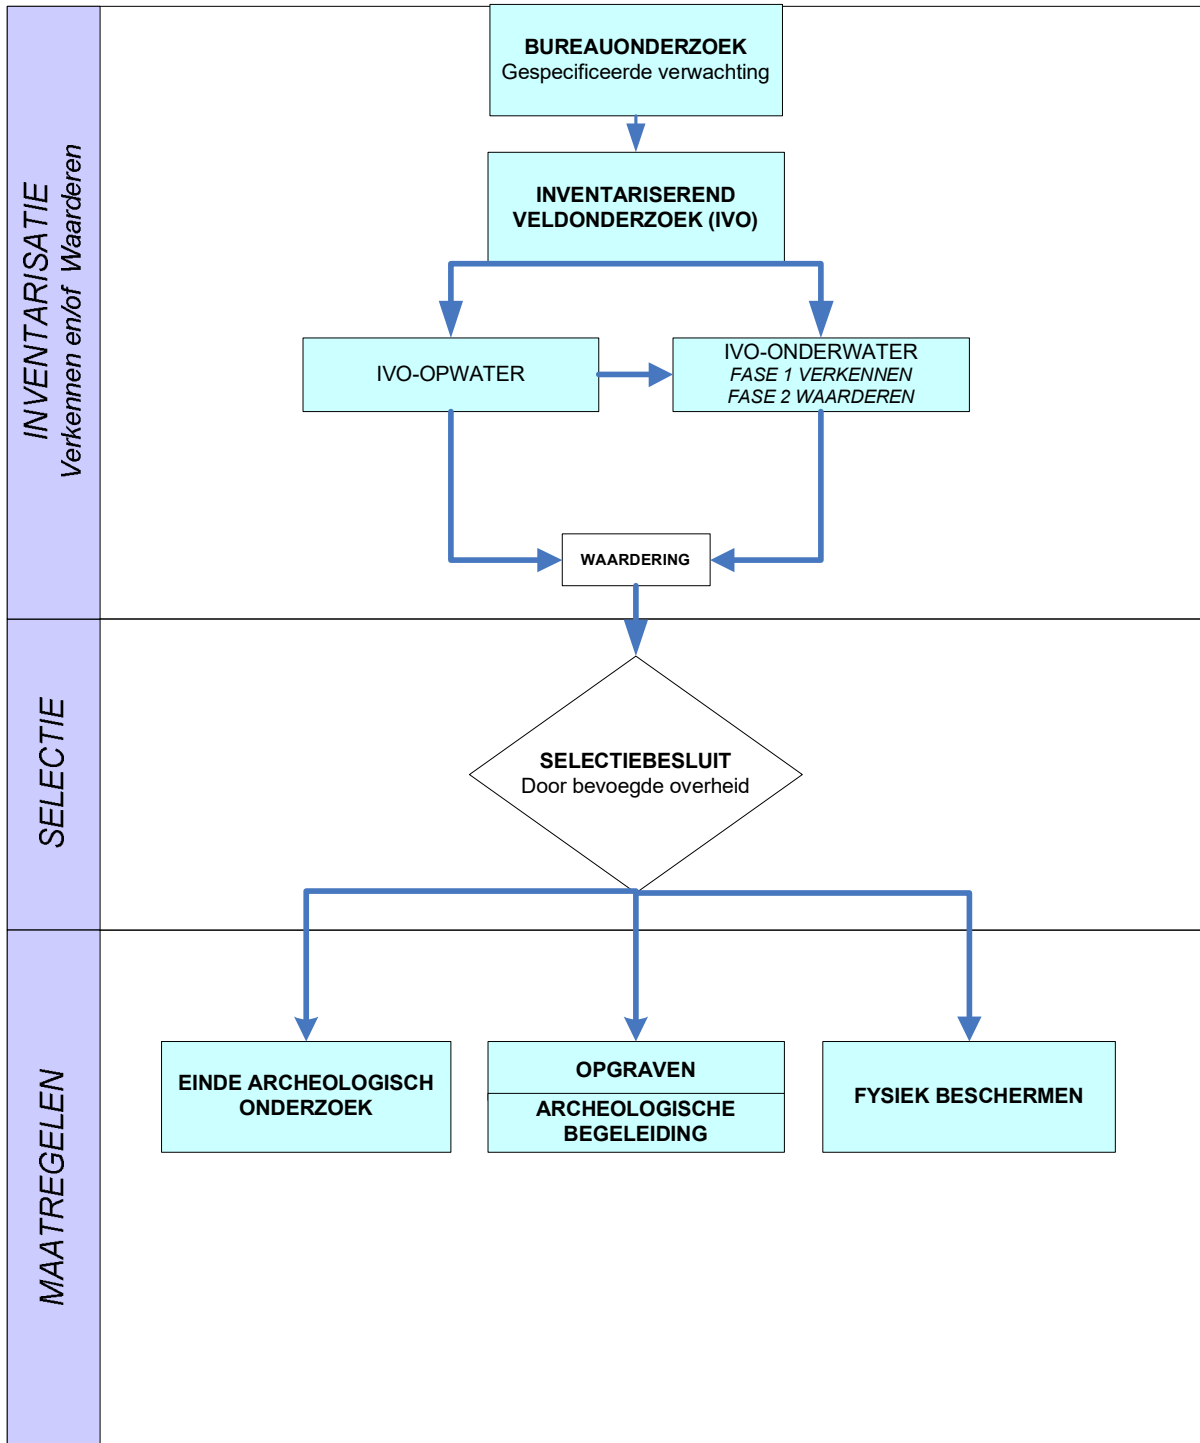 INVENTARISATIE
Verkennen en/of Waarderen
BUREAUONDERZOEK
Gespecificeerde verwachting
INVENTARISEREND
VELDONDERZOEK (IVO)
IVO-OPWATER
IVO-ONDERWATER
FASE 1 VERKENNEN
FASE 2 WAARDEREN
WAARDERING
SELECTIE
SELECTIEBESLUIT
Door bevoegde overheid
MAATREGELEN
EINDE ARCHEOLOGISCH
ONDERZOEK
OPGRAVEN
ARCHEOLOGISCHE
BEGELEIDING
FYSIEK BESCHERMEN